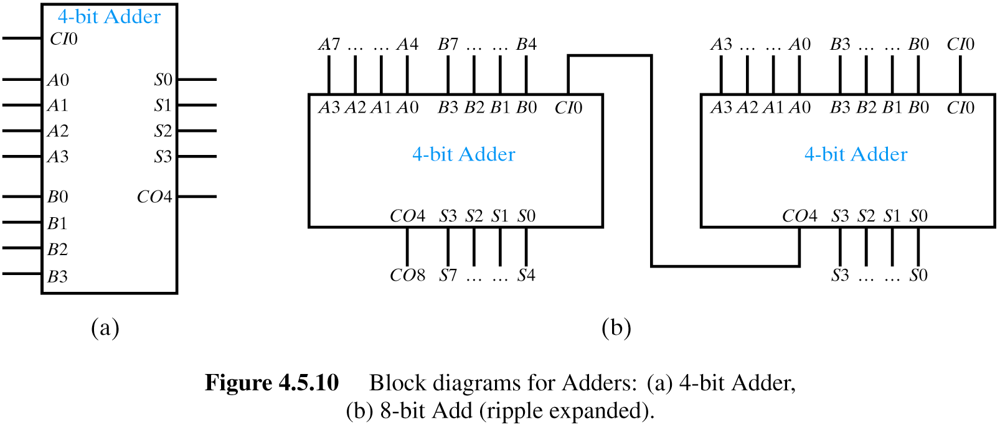 4-bit Adder
CI0
A0 S0
A1 S1
A2 S2
A3 S3
B0 CO4
B1
B2
B3
(a)
A7 ... ... A4 B7 ... ... B4
A3 A2 A1 A0 B3 B2 B1 B0 CI0
4-bit Adder
CO4 S3 S2 S1 S0
CO8 S7 ... ... S4
A3 ... ... A0 B3 ... ... B0 CI0
A3 A2 A1 A0 B3 B2 B1 B0 CI0
4-bit Adder
CO4 S3 S2 S1 S0
S3 ... ... S0
(b)
Figure 4.5.10 Block diagrams for Adders: (a) 4-bit Adder,
(b) 8-bit Add (ripple expanded).